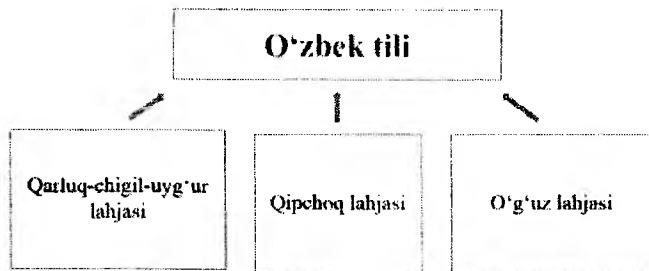 O‘zbek tili
Qarluq-chigil-uyg‘ur
lahjasi
Qipchoq lahjasi
O‘g‘uz lahjasi